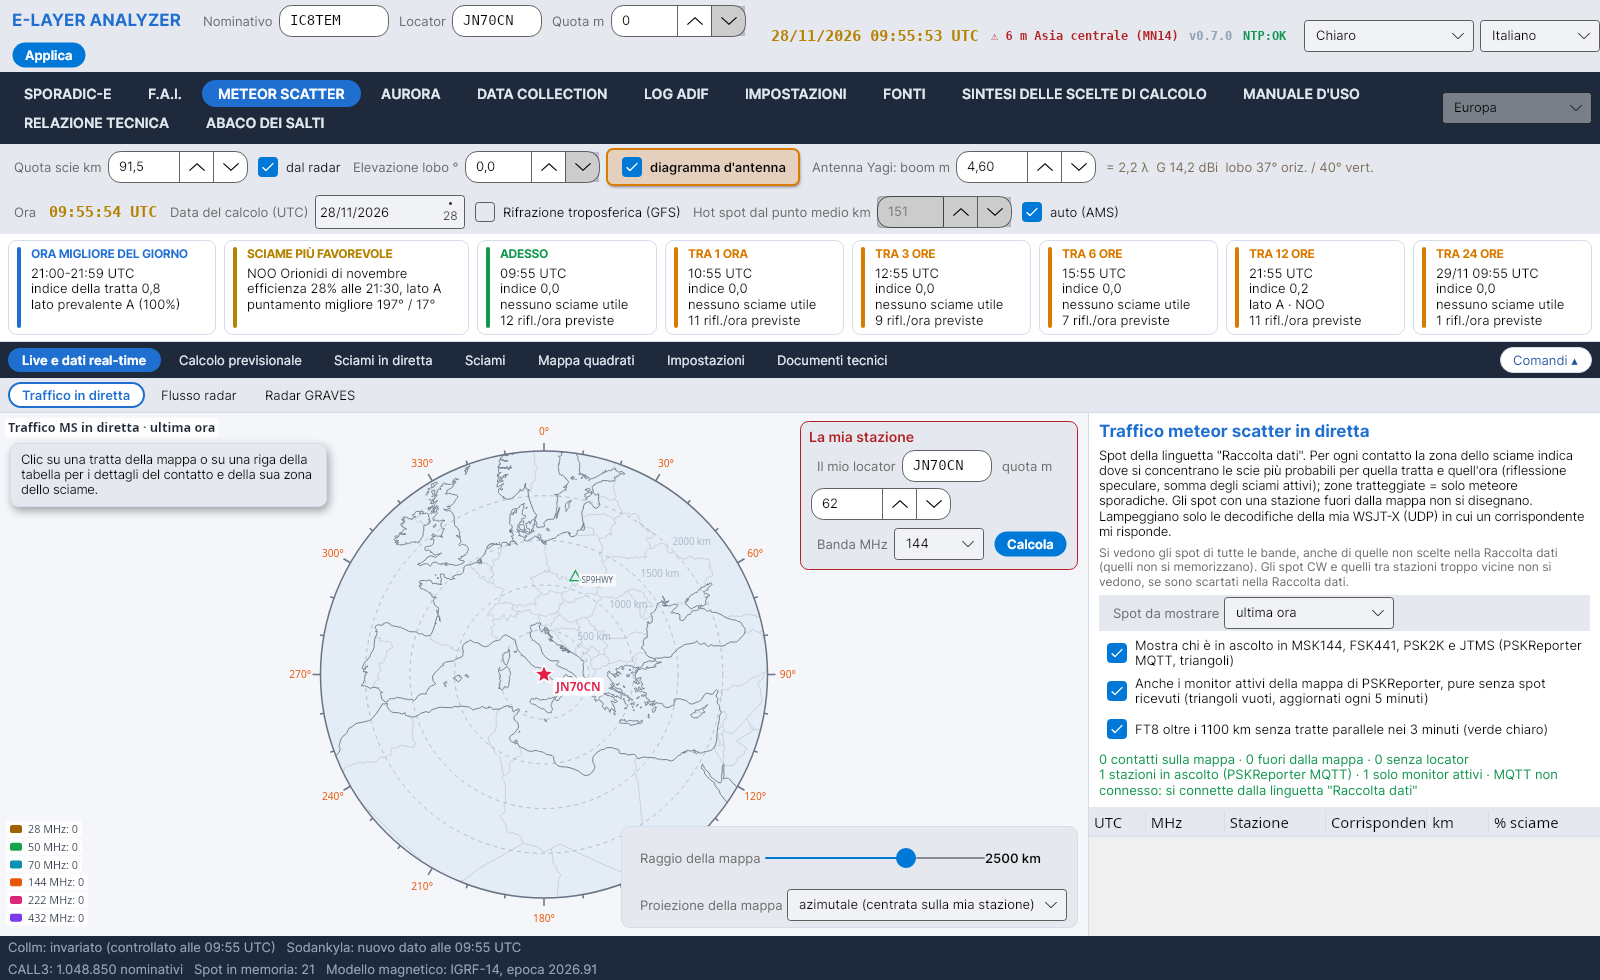 E-LAYER ANALYZER Nominativo IC8TEM Locator JN70CN Quota m 0
28/11/2026 09:55:53 UTC ⚠ 6 m Asia centrale (MN14) v0.7.0 NTP:OK Chiaro Italiano
Applica
SPORADIC-E F.A.I. METEOR SCATTER AURORA DATA COLLECTION LOG ADIF IMPOSTAZIONI FONTI SINTESI DELLE SCELTE DI CALCOLO MANUALE D'USO
RELAZIONE TECNICA ABACO DEI SALTI Europa
Quota scie km 91,5 dal radar Elevazione lobo ° 0,0 diagramma d'antenna Antenna Yagi: boom m 4,60 = 2,2 λ G 14,2 dBi lobo 37° oriz. / 40° vert.
Ora 09:55:54 UTC Data del calcolo (UTC) 28/11/2026 28 Rifrazione troposferica (GFS) Hot spot dal punto medio km 151 auto (AMS)
ORA MIGLIORE DEL GIORNO
21:00-21:59 UTC
indice della tratta 0,8
lato prevalente A (100%)
SCIAME PIÙ FAVOREVOLE
NOO Orionidi di novembre
efficienza 28% alle 21:30, lato A
puntamento migliore 197° / 17°
ADESSO
09:55 UTC
indice 0,0
nessuno sciame utile
12 rifl./ora previste
TRA 1 ORA
10:55 UTC
indice 0,0
nessuno sciame utile
11 rifl./ora previste
TRA 3 ORE
12:55 UTC
indice 0,0
nessuno sciame utile
9 rifl./ora previste
TRA 6 ORE
15:55 UTC
indice 0,0
nessuno sciame utile
7 rifl./ora previste
TRA 12 ORE
21:55 UTC
indice 0,2
lato A · NOO
11 rifl./ora previste
TRA 24 ORE
29/11 09:55 UTC
indice 0,0
nessuno sciame utile
1 rifl./ora previste
Live e dati real-time Calcolo previsionale Sciami in diretta Sciami Mappa quadrati Impostazioni Documenti tecnici Comandi ▴
Traffico in diretta Flusso radar Radar GRAVES
Traffico MS in diretta · ultima ora
Clic su una tratta della mappa o su una riga della
tabella per i dettagli del contatto e della sua zona
dello sciame.
0°
30°
60°
90°
120°
180°
210°
240°
270°
300°
330°
2000 km
1500 km
1000 km
500 km
SP9HWY
JN70CN
La mia stazione
Il mio locator JN70CN quota m
62
Banda MHz 144 Calcola
28 MHz: 0
50 MHz: 0
70 MHz: 0
144 MHz: 0
222 MHz: 0
432 MHz: 0
Raggio della mappa 2500 km
Proiezione della mappa azimutale (centrata sulla mia stazione)
Traffico meteor scatter in diretta
Spot della linguetta "Raccolta dati". Per ogni contatto la zona dello sciame indica
dove si concentrano le scie più probabili per quella tratta e quell'ora (riflessione
speculare, somma degli sciami attivi); zone tratteggiate = solo meteore
sporadiche. Gli spot con una stazione fuori dalla mappa non si disegnano.
Lampeggiano solo le decodifiche della mia WSJT-X (UDP) in cui un corrispondente
mi risponde.
Si vedono gli spot di tutte le bande, anche di quelle non scelte nella Raccolta dati
(quelli non si memorizzano). Gli spot CW e quelli tra stazioni troppo vicine non si
vedono, se sono scartati nella Raccolta dati.
Spot da mostrare ultima ora
Mostra chi è in ascolto in MSK144, FSK441, PSK2K e JTMS (PSKReporter
MQTT, triangoli)
Anche i monitor attivi della mappa di PSKReporter, pure senza spot
ricevuti (triangoli vuoti, aggiornati ogni 5 minuti)
FT8 oltre i 1100 km senza tratte parallele nei 3 minuti (verde chiaro)
0 contatti sulla mappa · 0 fuori dalla mappa · 0 senza locator
1 stazioni in ascolto (PSKReporter MQTT) · 1 solo monitor attivi · MQTT non
connesso: si connette dalla linguetta "Raccolta dati"
UTC MHz Stazione Corrisponden km % sciame
Collm: invariato (controllato alle 09:55 UTC) Sodankyla: nuovo dato alle 09:55 UTC
CALL3: 1.048.850 nominativi Spot in memoria: 21 Modello magnetico: IGRF-14, epoca 2026.91